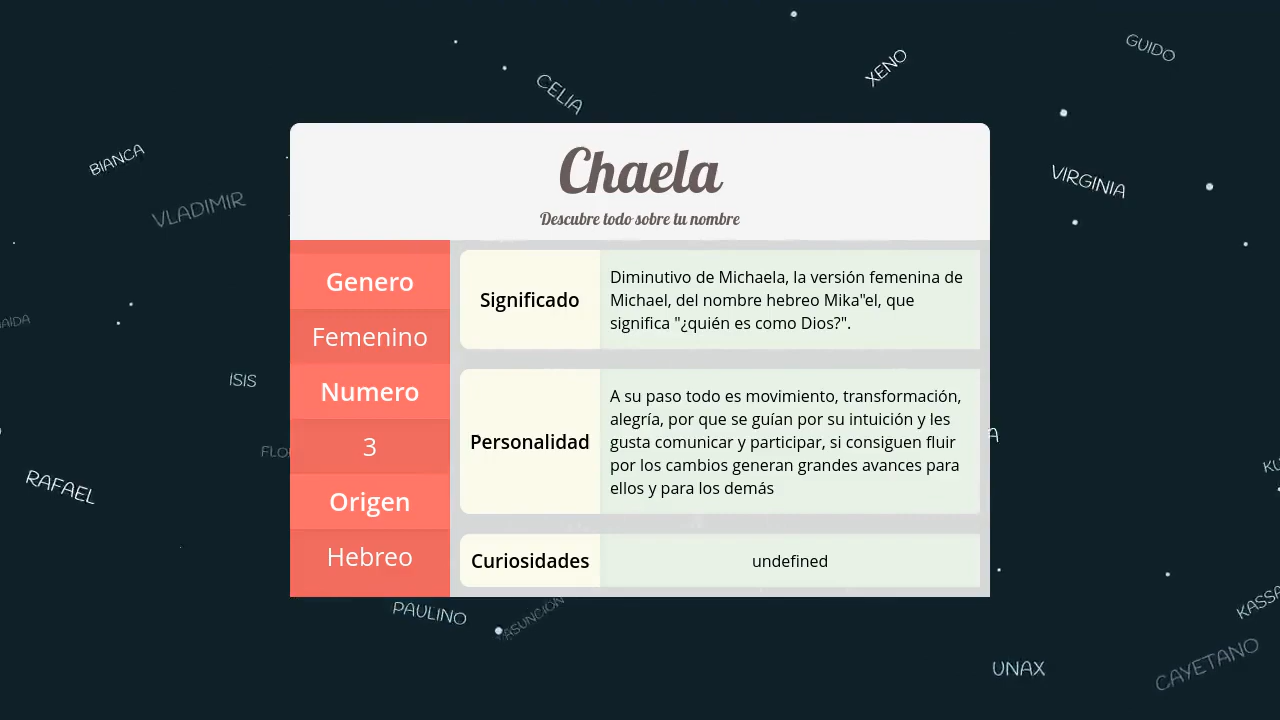 GUIDO
XENO
CELIA
BIANCA
VIRGINIA
VLADIMIR
Chaela
Descubre todo sobre tu nombre
Genero
Femenino
Numero
3
Origen
Hebreo
Significado
Diminutivo de Michaela, la versión femenina de
Michael, del nombre hebreo Mika"el, que
significa "¿quién es como Dios?".
Personalidad
A su paso todo es movimiento, transformación,
alegría, por que se guían por su intuición y les
gusta comunicar y participar, si consiguen fluir
por los cambios generan grandes avances para
ellos y para los demás
Curiosidades
undefined
ISIS
RAFAEL
PAULINO
ASUNCION
UNAX
CAYETANO